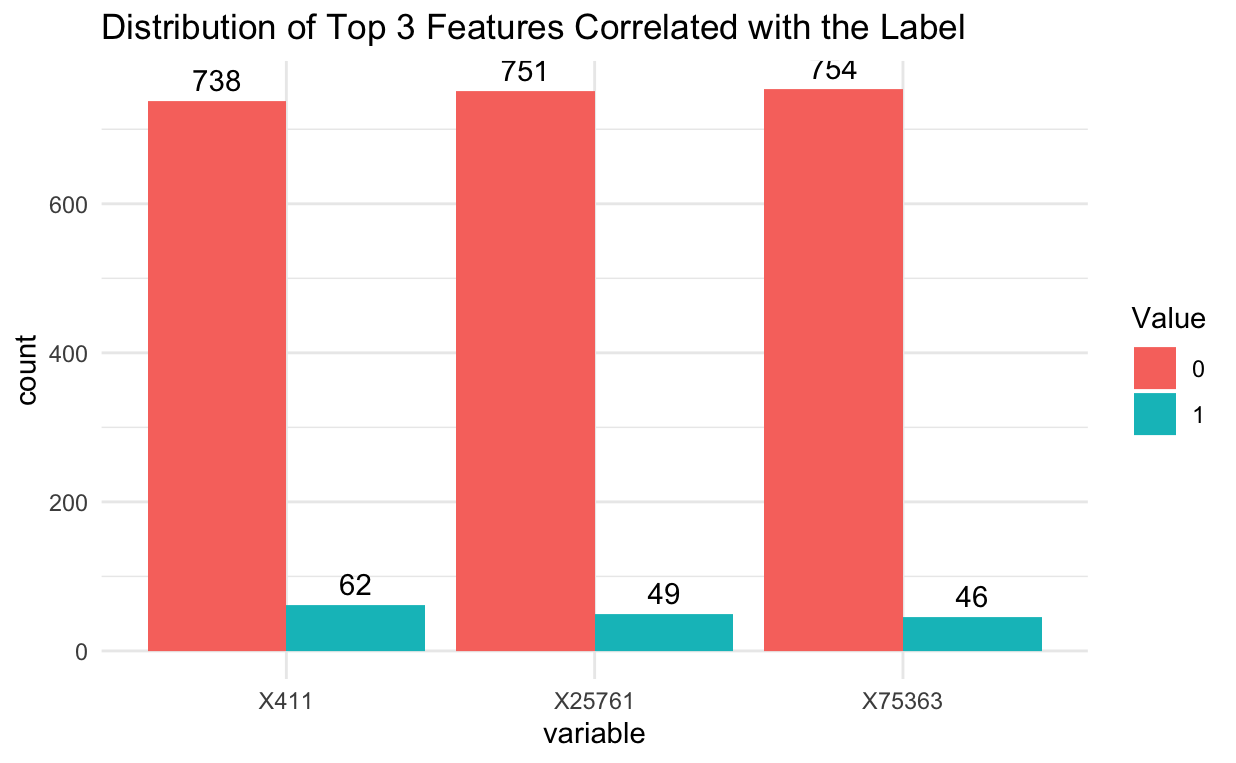 Distribution of Top 3 Features Correlated with the Label
738
751
754
62
49
46
600
400
200
0
count
X411
X25761
X75363
variable
Value
0
1